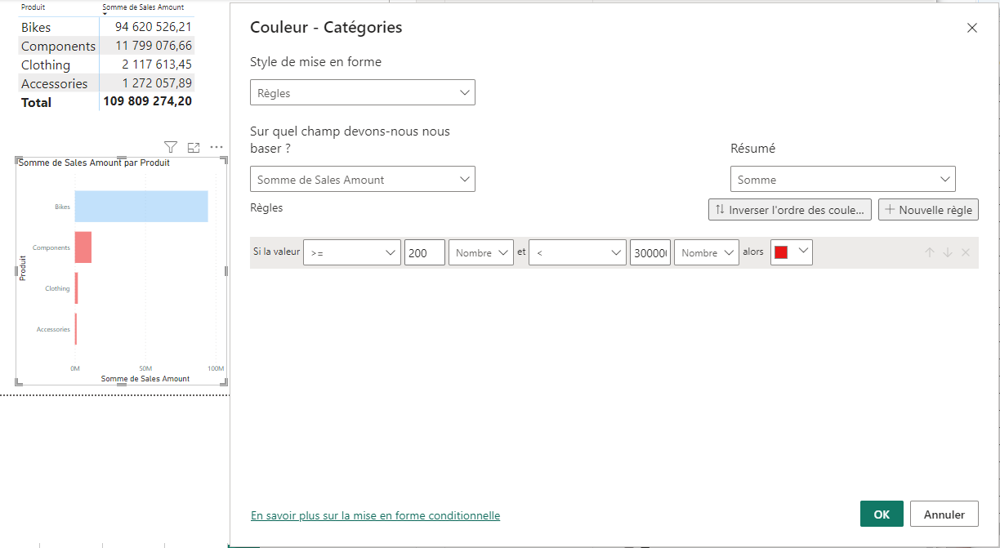 Produit Somme de Sales Amount
Bikes 94 620 526,21
Components 11 799 076,66
Clothing 2 117 613,45
Accessories 1 272 057,89
Total 109 809 274,20
Somme de Sales Amount par Produit
Produit
Bikes
Components
Clothing
Accessories
0M 50M 100M
Somme de Sales Amount
Couleur - Catégories
Style de mise en forme
Règles
Sur quel champ devons-nous nous
baser ?
Résumé
Somme de Sales Amount
Somme
Règles
Inverser l'ordre des coule...
Nouvelle règle
Si la valeur >= 200 Nombre et < 30000 Nombre alors
En savoir plus sur la mise en forme conditionnelle
OK
Annuler